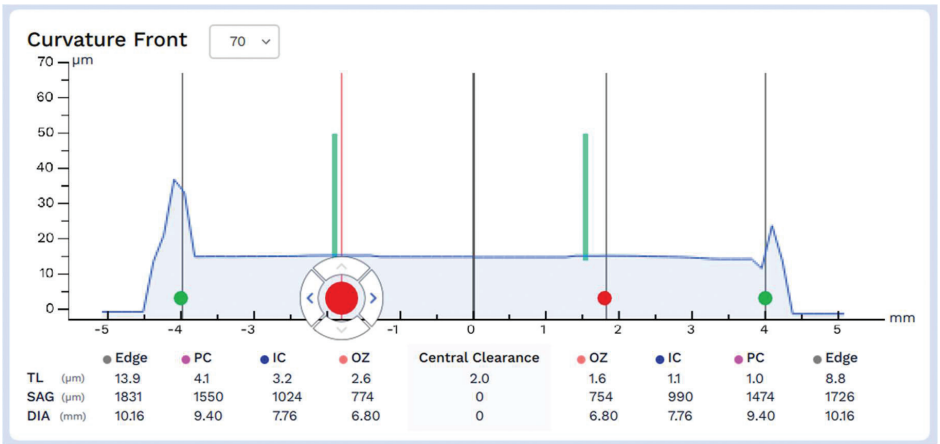 Curvature Front 70
70 µm
60
50
40
30
20
10
0
-5 -4 -3 -1 0 1 2 3 4 5 mm
Edge PC IC OZ Central Clearance OZ IC PC Edge
TL (µm) 13.9 4.1 3.2 2.6 2.0 1.6 1.1 1.0 8.8
SAG (µm) 1831 1550 1024 774 0 754 990 1474 1726
DIA (mm) 10.16 9.40 7.76 6.80 0 6.80 7.76 9.40 10.16